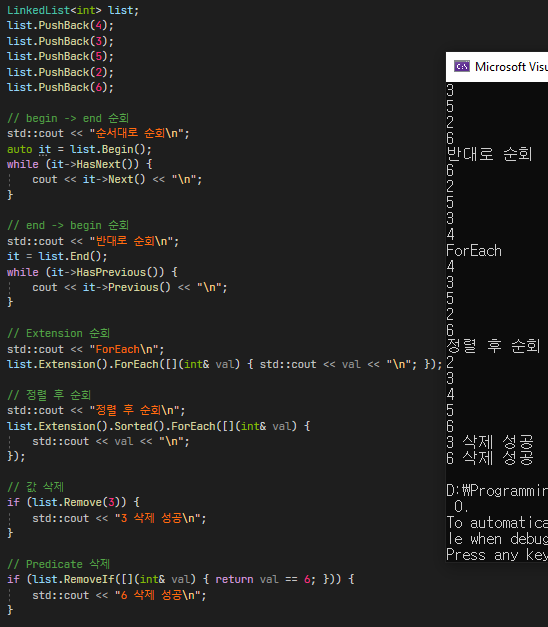 LinkedList<int> list;
list.PushBack(4);
list.PushBack(3);
list.PushBack(5);
list.PushBack(2);
list.PushBack(6);
// begin -> end 순회
std::cout << "순서대로 순회\n";
auto it = list.Begin();
while (it->HasNext()) {
cout << it->Next() << "\n";
}
// end -> begin 순회
std::cout << "반대로 순회\n";
it = list.End();
while (it->HasPrevious()) {
cout << it->Previous() << "\n";
}
// Extension 순회
std::cout << "ForEach\n";
list.Extension().ForEach([](int& val) { std::cout << val << "\n"; });
// 정렬 후 순회
std::cout << "정렬 후 순회\n";
list.Extension().Sorted().ForEach([](int& val) {
std::cout << val << "\n";
});
// 값 삭제
if (list.Remove(3)) {
std::cout << "3 삭제 성공\n";
}
// Predicate 삭제
if (list.RemoveIf([](int& val) { return val == 6; })) {
std::cout << "6 삭제 성공\n";
}
Microsoft Visu
3
5
2
6
반대로 순회
6
2
5
3
4
ForEach
4
3
5
2
6
정렬 후 순회
2
3
4
5
6
3 삭제 성공
6 삭제 성공
D:₩Programmin
0.
To automatica
le when debug
Press any key